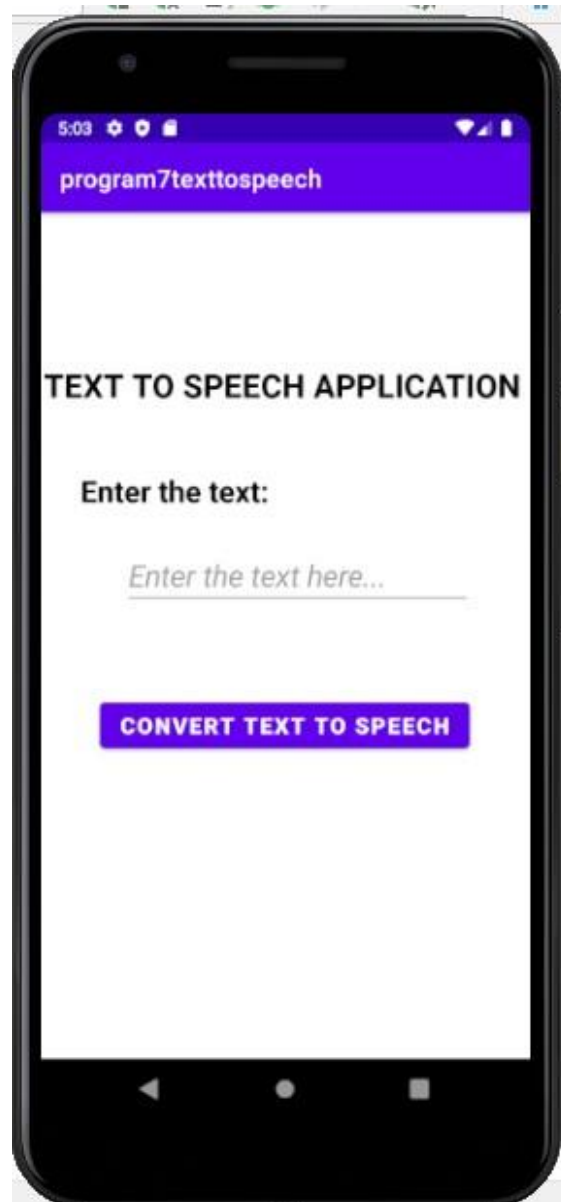 5:03
program7texttospeech
TEXT TO SPEECH APPLICATION
Enter the text:
Enter the text here...
CONVERT TEXT TO SPEECH